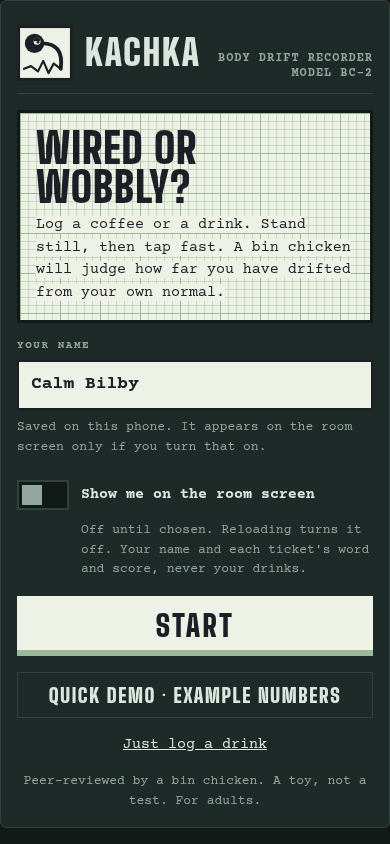 KACHKA
BODY DRIFT RECORDER
MODEL BC-2
WIRED OR
WOBBLY?
Log a coffee or a drink. Stand
still, then tap fast. A bin chicken
will judge how far you have drifted
from your own normal.
YOUR NAME
Calm Bilby
Saved on this phone. It appears on the room
screen only if you turn that on.
Show me on the room screen
Off until chosen. Reloading turns it
off. Your name and each ticket's word
and score, never your drinks.
START
QUICK DEMO · EXAMPLE NUMBERS
Just log a drink
Peer-reviewed by a bin chicken. A toy, not a
test. For adults.